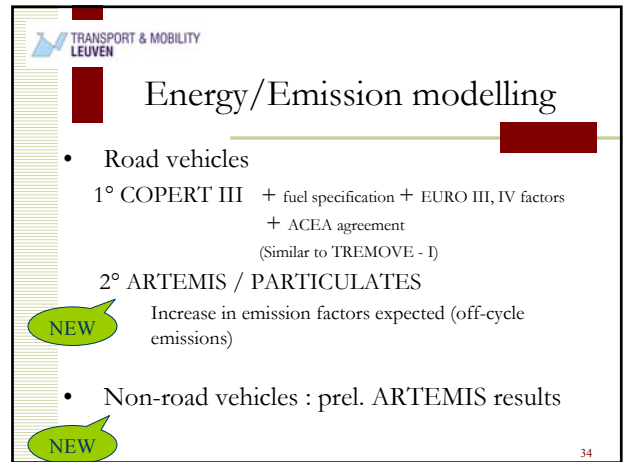 TRANSPORT & MOBILITY
LEUVEN
Energy/Emission modelling
• Road vehicles
1° COPERT III + fuel specification + EURO III, IV factors
+ ACEA agreement
(Similar to TREMOVE - I)
2° ARTEMIS / PARTICULATES
NEW
Increase in emission factors expected (off-cycle
emissions)
• Non-road vehicles : prel. ARTEMIS results
NEW
34